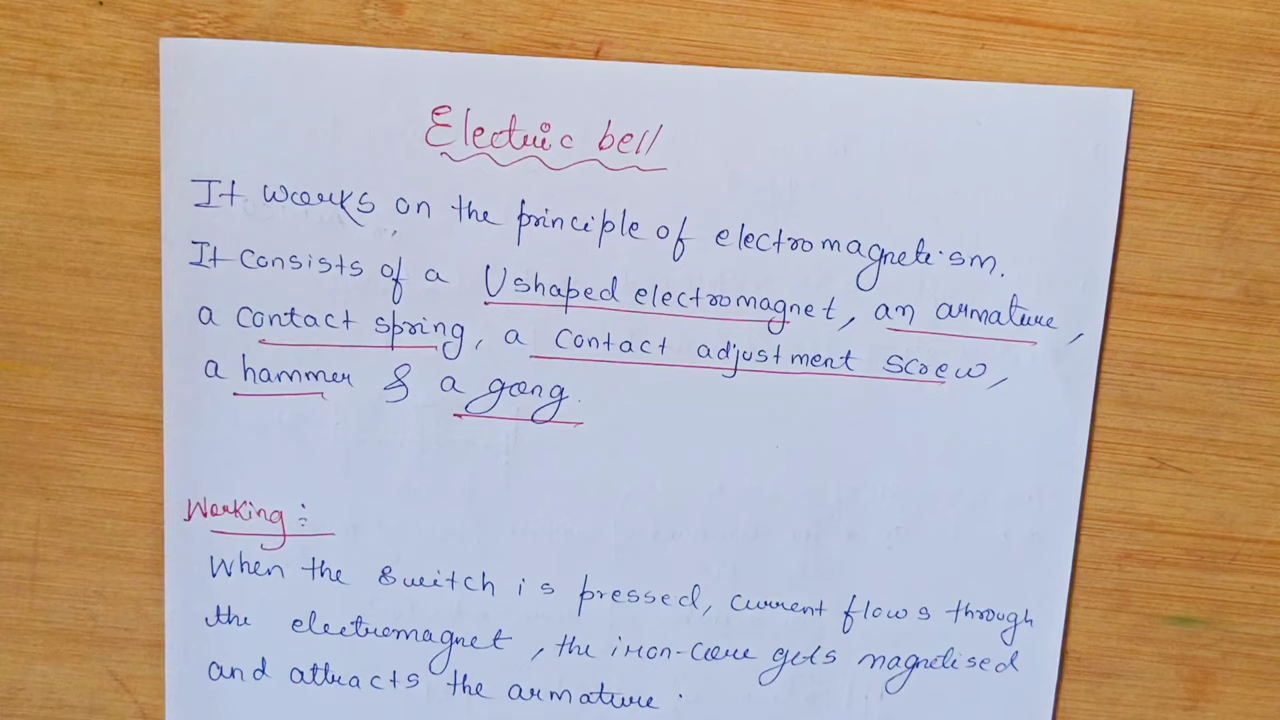 Electric bell
It works on the principle of electromagnetism.
It consists of a U shaped electromagnet, an armature,
a contact spring, a contact adjustment screw,
a hammer & a gong.
Working :
When the switch is pressed, current flows through
the electromagnet, the iron-core gets magnetised
and attracts the armature.